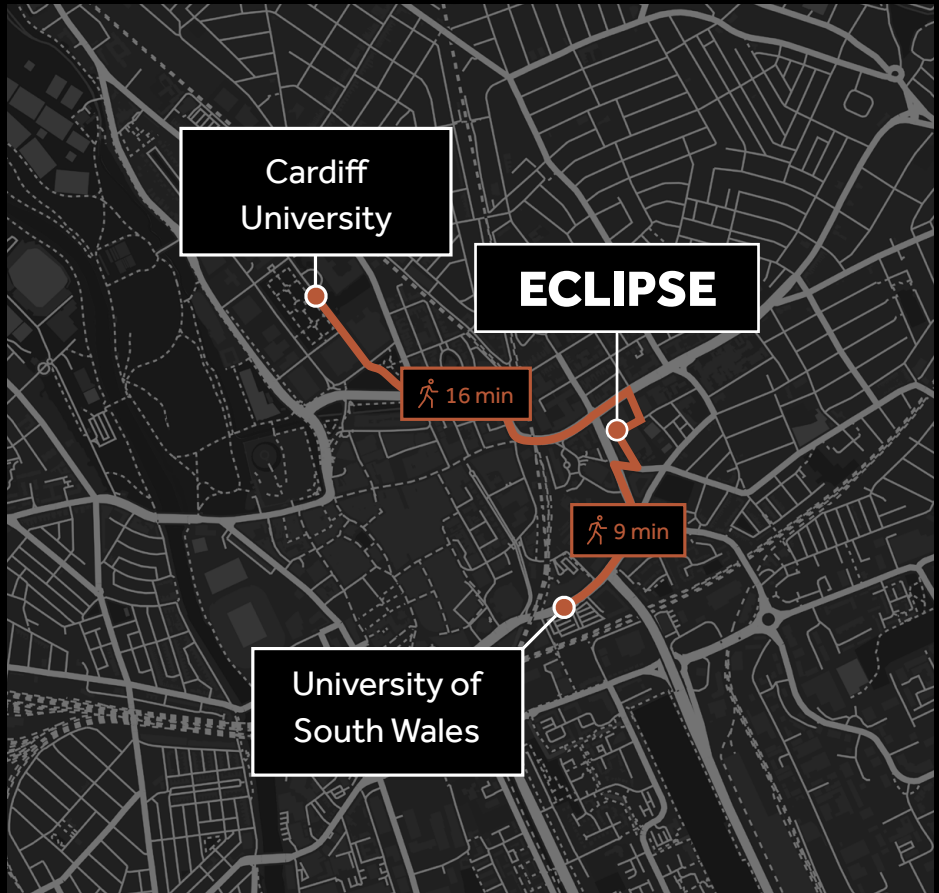 Cardiff
University
ECLIPSE
16 min
9 min
University of
South Wales